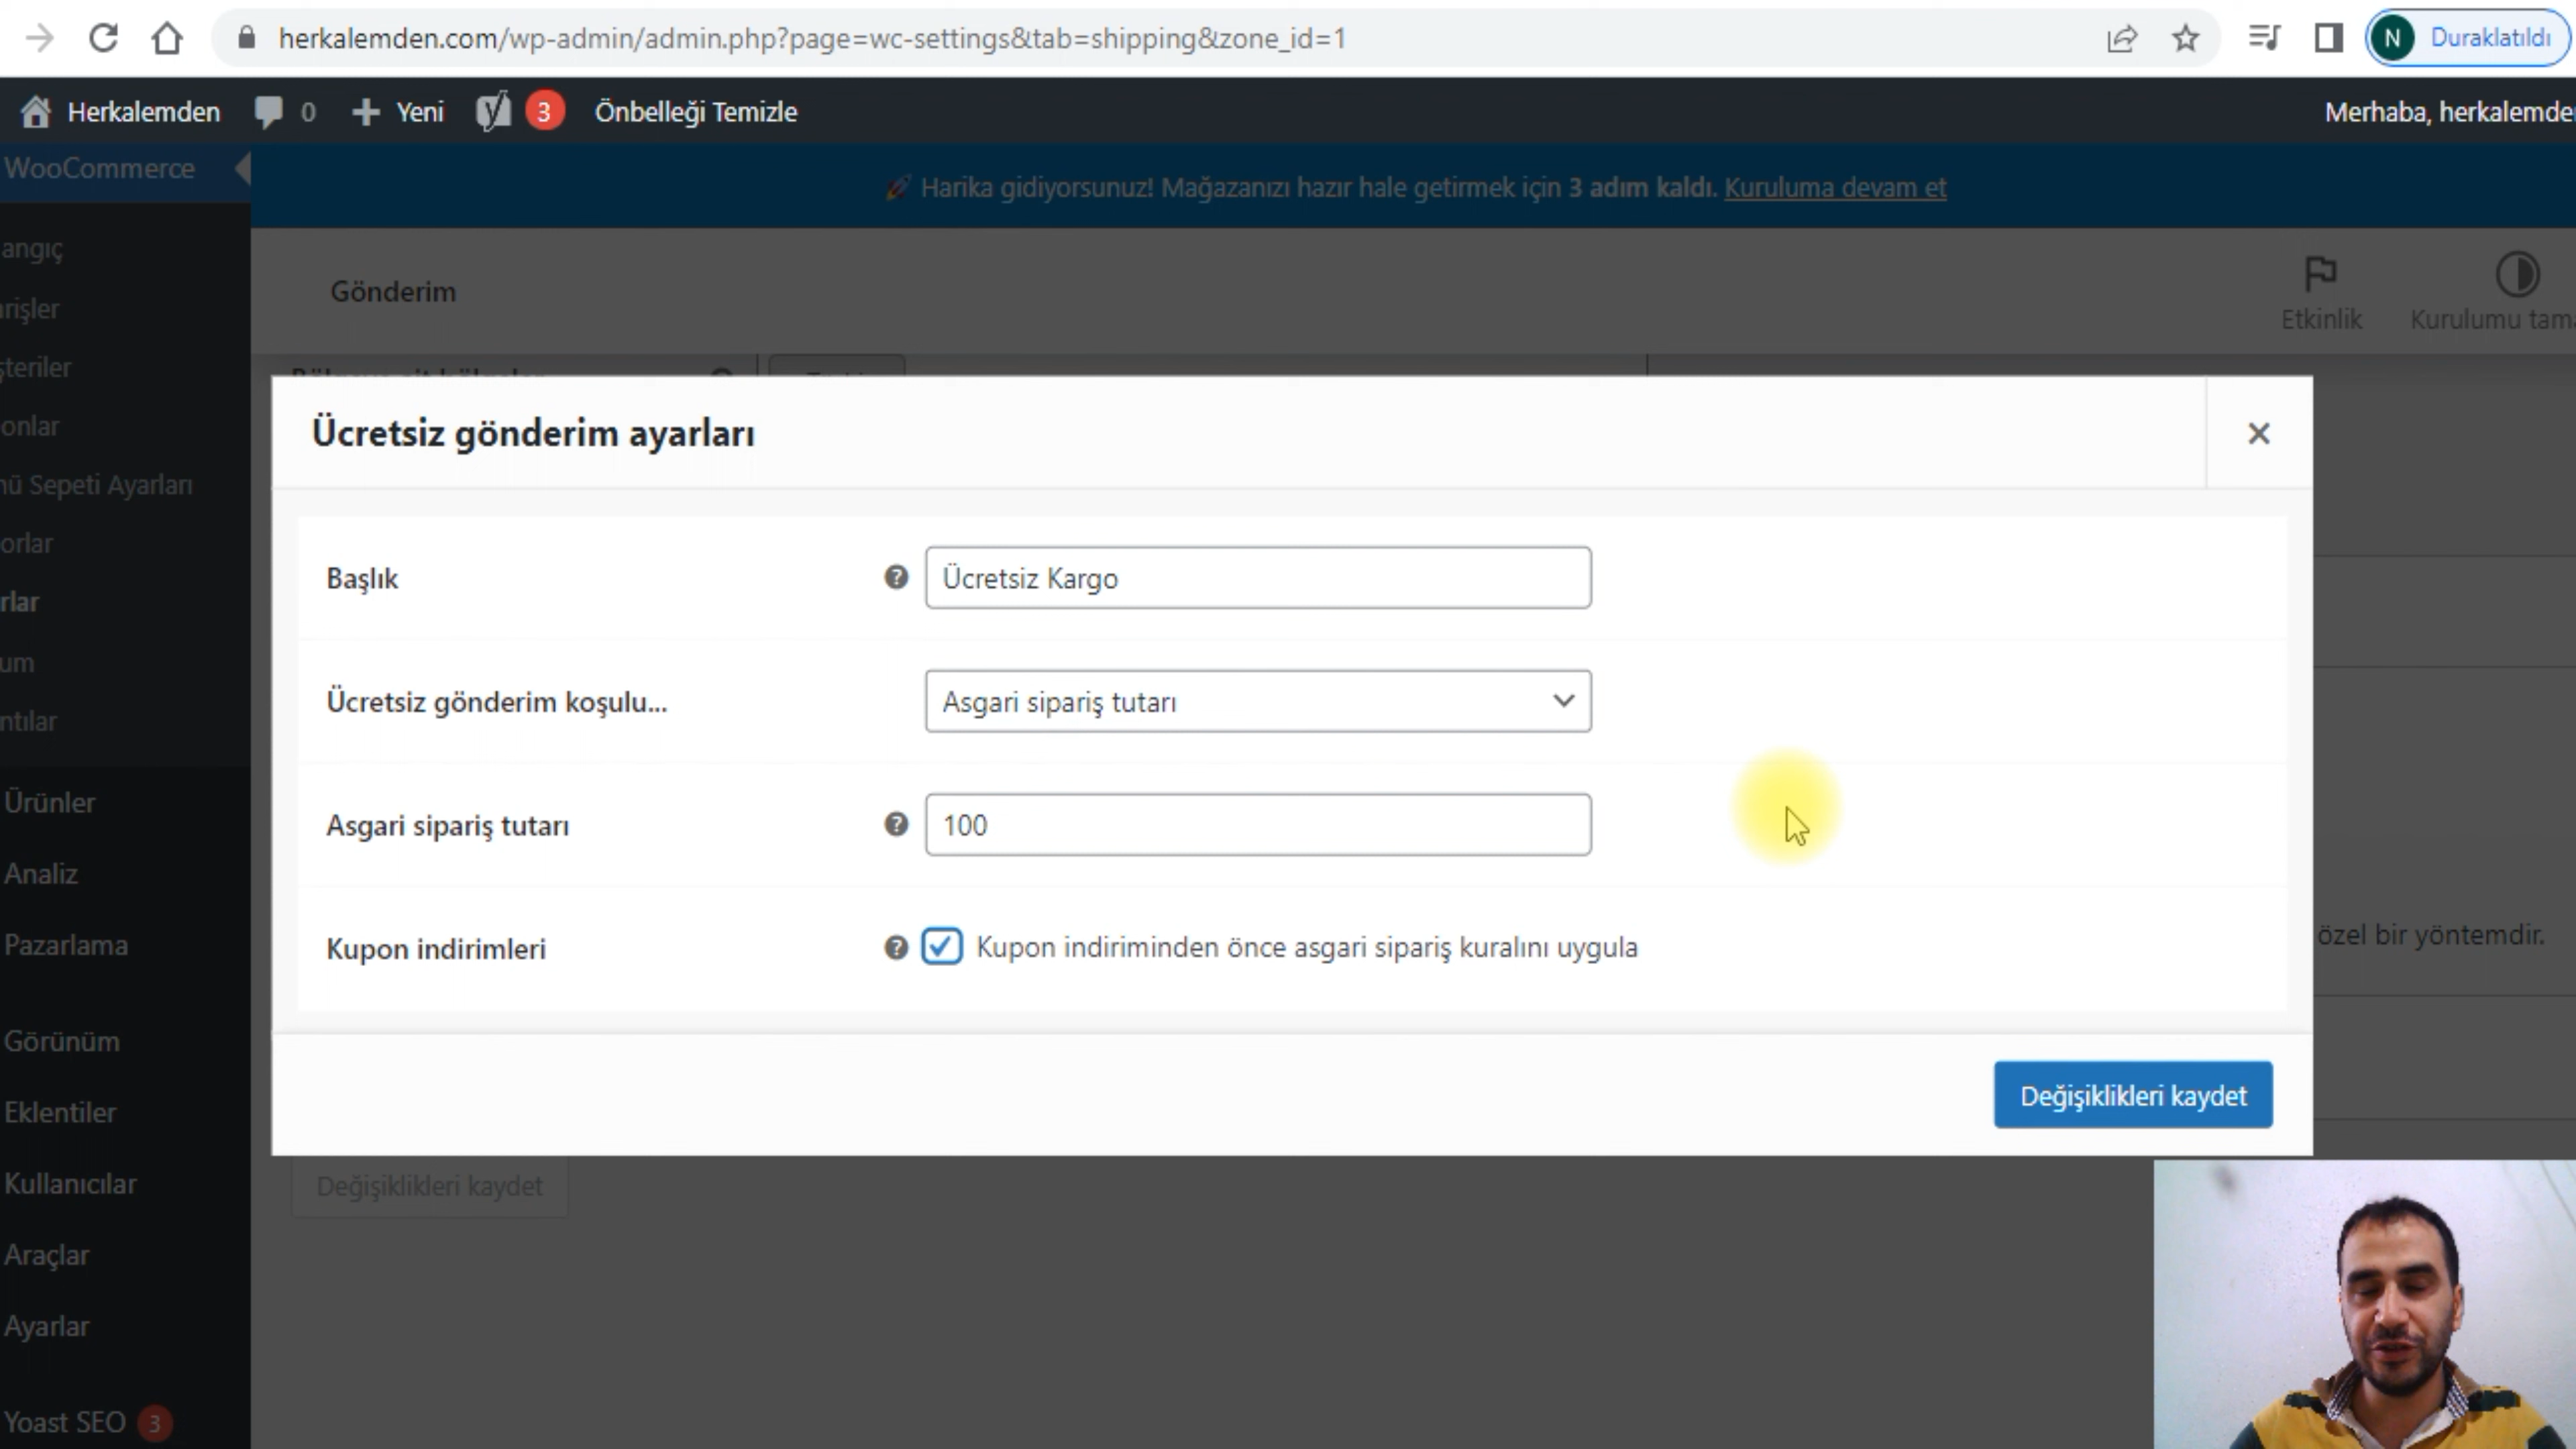 herkalemden.com/wp-admin/admin.php?page=wc-settings&tab=shipping&zone_id=1
N Duraklatıldı
Herkalemden 0 Yeni 3 Önbelleği Temizle
Merhaba, herkalemde
WooCommerce
Harika gidiyorsunuz! Mağazanızı hazır hale getirmek için 3 adım kaldı. Kuruluma devam et
angıç
Gönderim
Etkinlik
Kurulumu tam
rişler
şteriler
onlar
nü Sepeti Ayarları
orlar
rlar
um
ntılar
Ürünler
Analiz
Pazarlama
Görünüm
Eklentiler
Kullanıcılar
Araçlar
Ayarlar
Yoast SEO 3
Ücretsiz gönderim ayarları
Başlık
Ücretsiz Kargo
Ücretsiz gönderim koşulu...
Asgari sipariş tutarı
Asgari sipariş tutarı
100
Kupon indirimleri
Kupon indiriminden önce asgari sipariş kuralını uygula
özel bir yöntemdir.
Değişiklikleri kaydet
Değişiklikleri kaydet